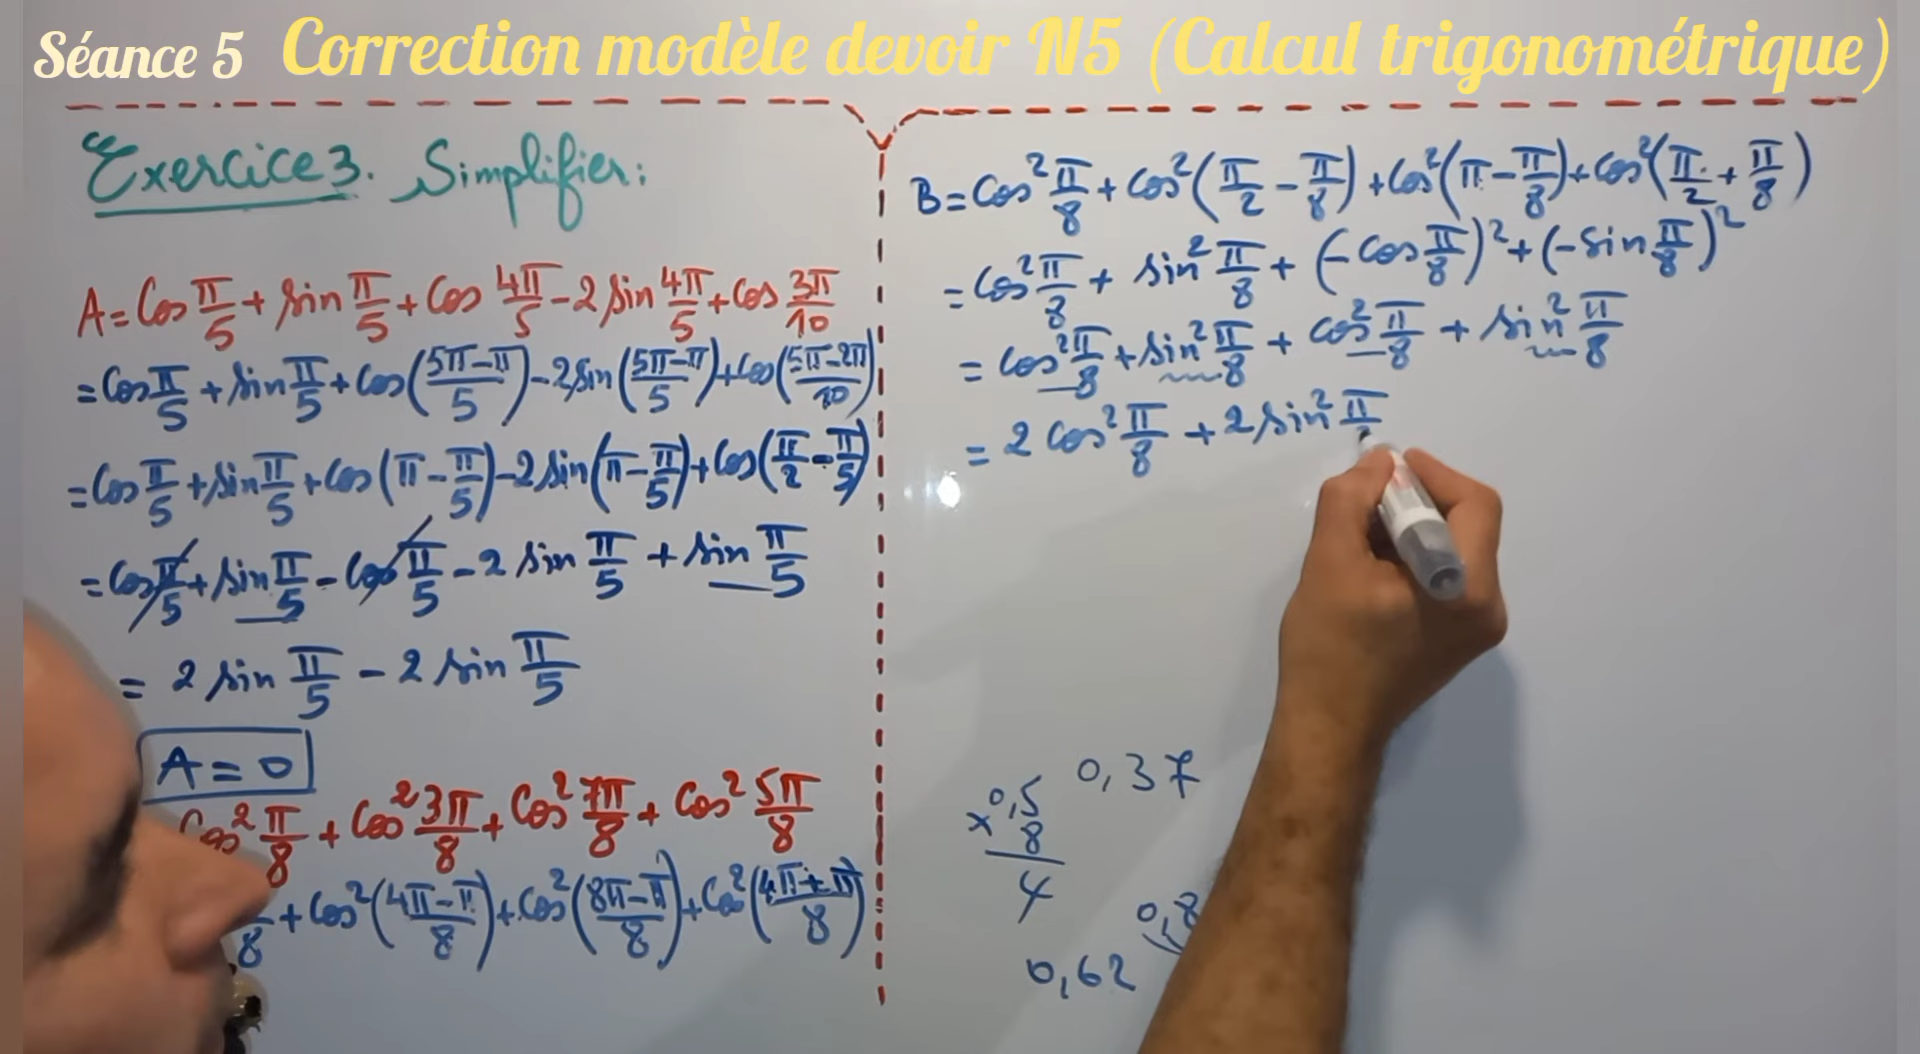 Séance 5 Correction modèle devoir N5 (Calcul trigonométrique)
Exercice 3. Simplifier:
A = cos π/5 + sin π/5 + cos 4π/5 - 2 sin 4π/5 + cos 3π/10
= cos π/5 + sin π/5 + cos((5π-π)/5) - 2 sin((5π-π)/5) + cos((5π-2π)/10)
= cos π/5 + sin π/5 + cos(π - π/5) - 2 sin(π - π/5) + cos(π/2 - π/5)
= cos π/5 + sin π/5 - cos π/5 - 2 sin π/5 + sin π/5
= 2 sin π/5 - 2 sin π/5
A = 0
cos² π/8 + cos² 3π/8 + cos² 7π/8 + cos² 5π/8
8 + cos²((4π-π)/8) + cos²((8π-π)/8) + cos²((4π+π)/8)
B = cos² π/8 + cos²(π/2 - π/8) + cos²(π - π/8) + cos²(π/2 + π/8)
= cos² π/8 + sin² π/8 + (-cos π/8)² + (-sin π/8)²
= cos² π/8 + sin² π/8 + cos² π/8 + sin² π/8
= 2 cos² π/8 + 2 sin² π
0,37
0,5
× 8
4
0,8
0,62